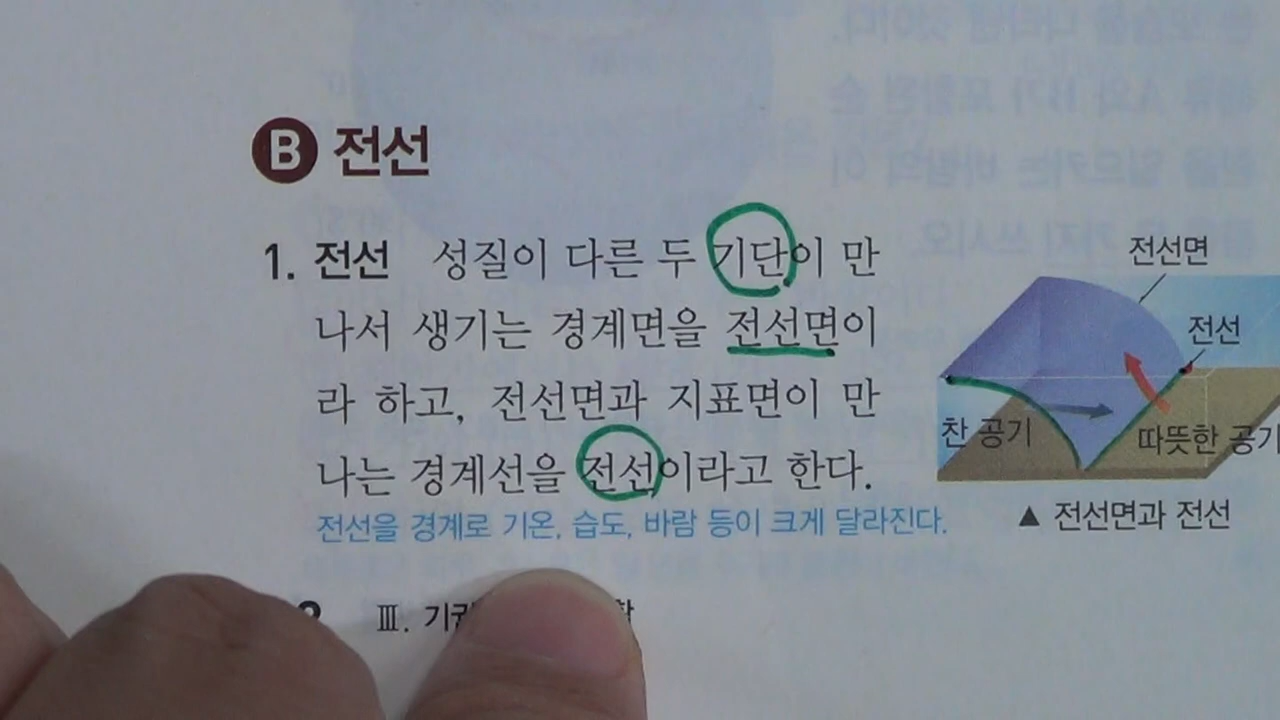 B 전선
1. 전선 성질이 다른 두 기단이 만
나서 생기는 경계면을 전선면이
라 하고, 전선면과 지표면이 만
나는 경계선을 전선이라고 한다.
전선을 경계로 기온, 습도, 바람 등이 크게 달라진다.
전선면
전선
찬 공기
따뜻한 공기
▲ 전선면과 전선
Ⅲ.